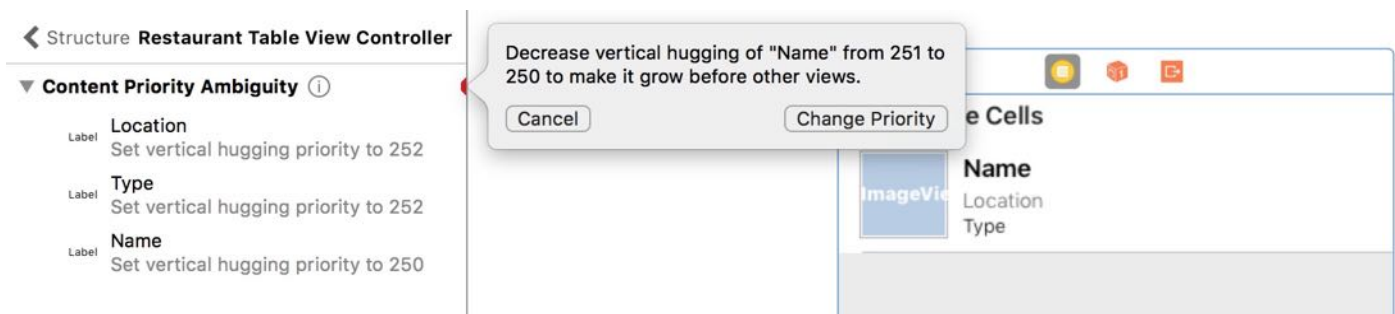 Structure Restaurant Table View Controller
Content Priority Ambiguity
Label Location
Set vertical hugging priority to 252
Label Type
Set vertical hugging priority to 252
Label Name
Set vertical hugging priority to 250
Decrease vertical hugging of "Name" from 251 to
250 to make it grow before other views.
Cancel Change Priority
e Cells
ImageVie
Name
Location
Type